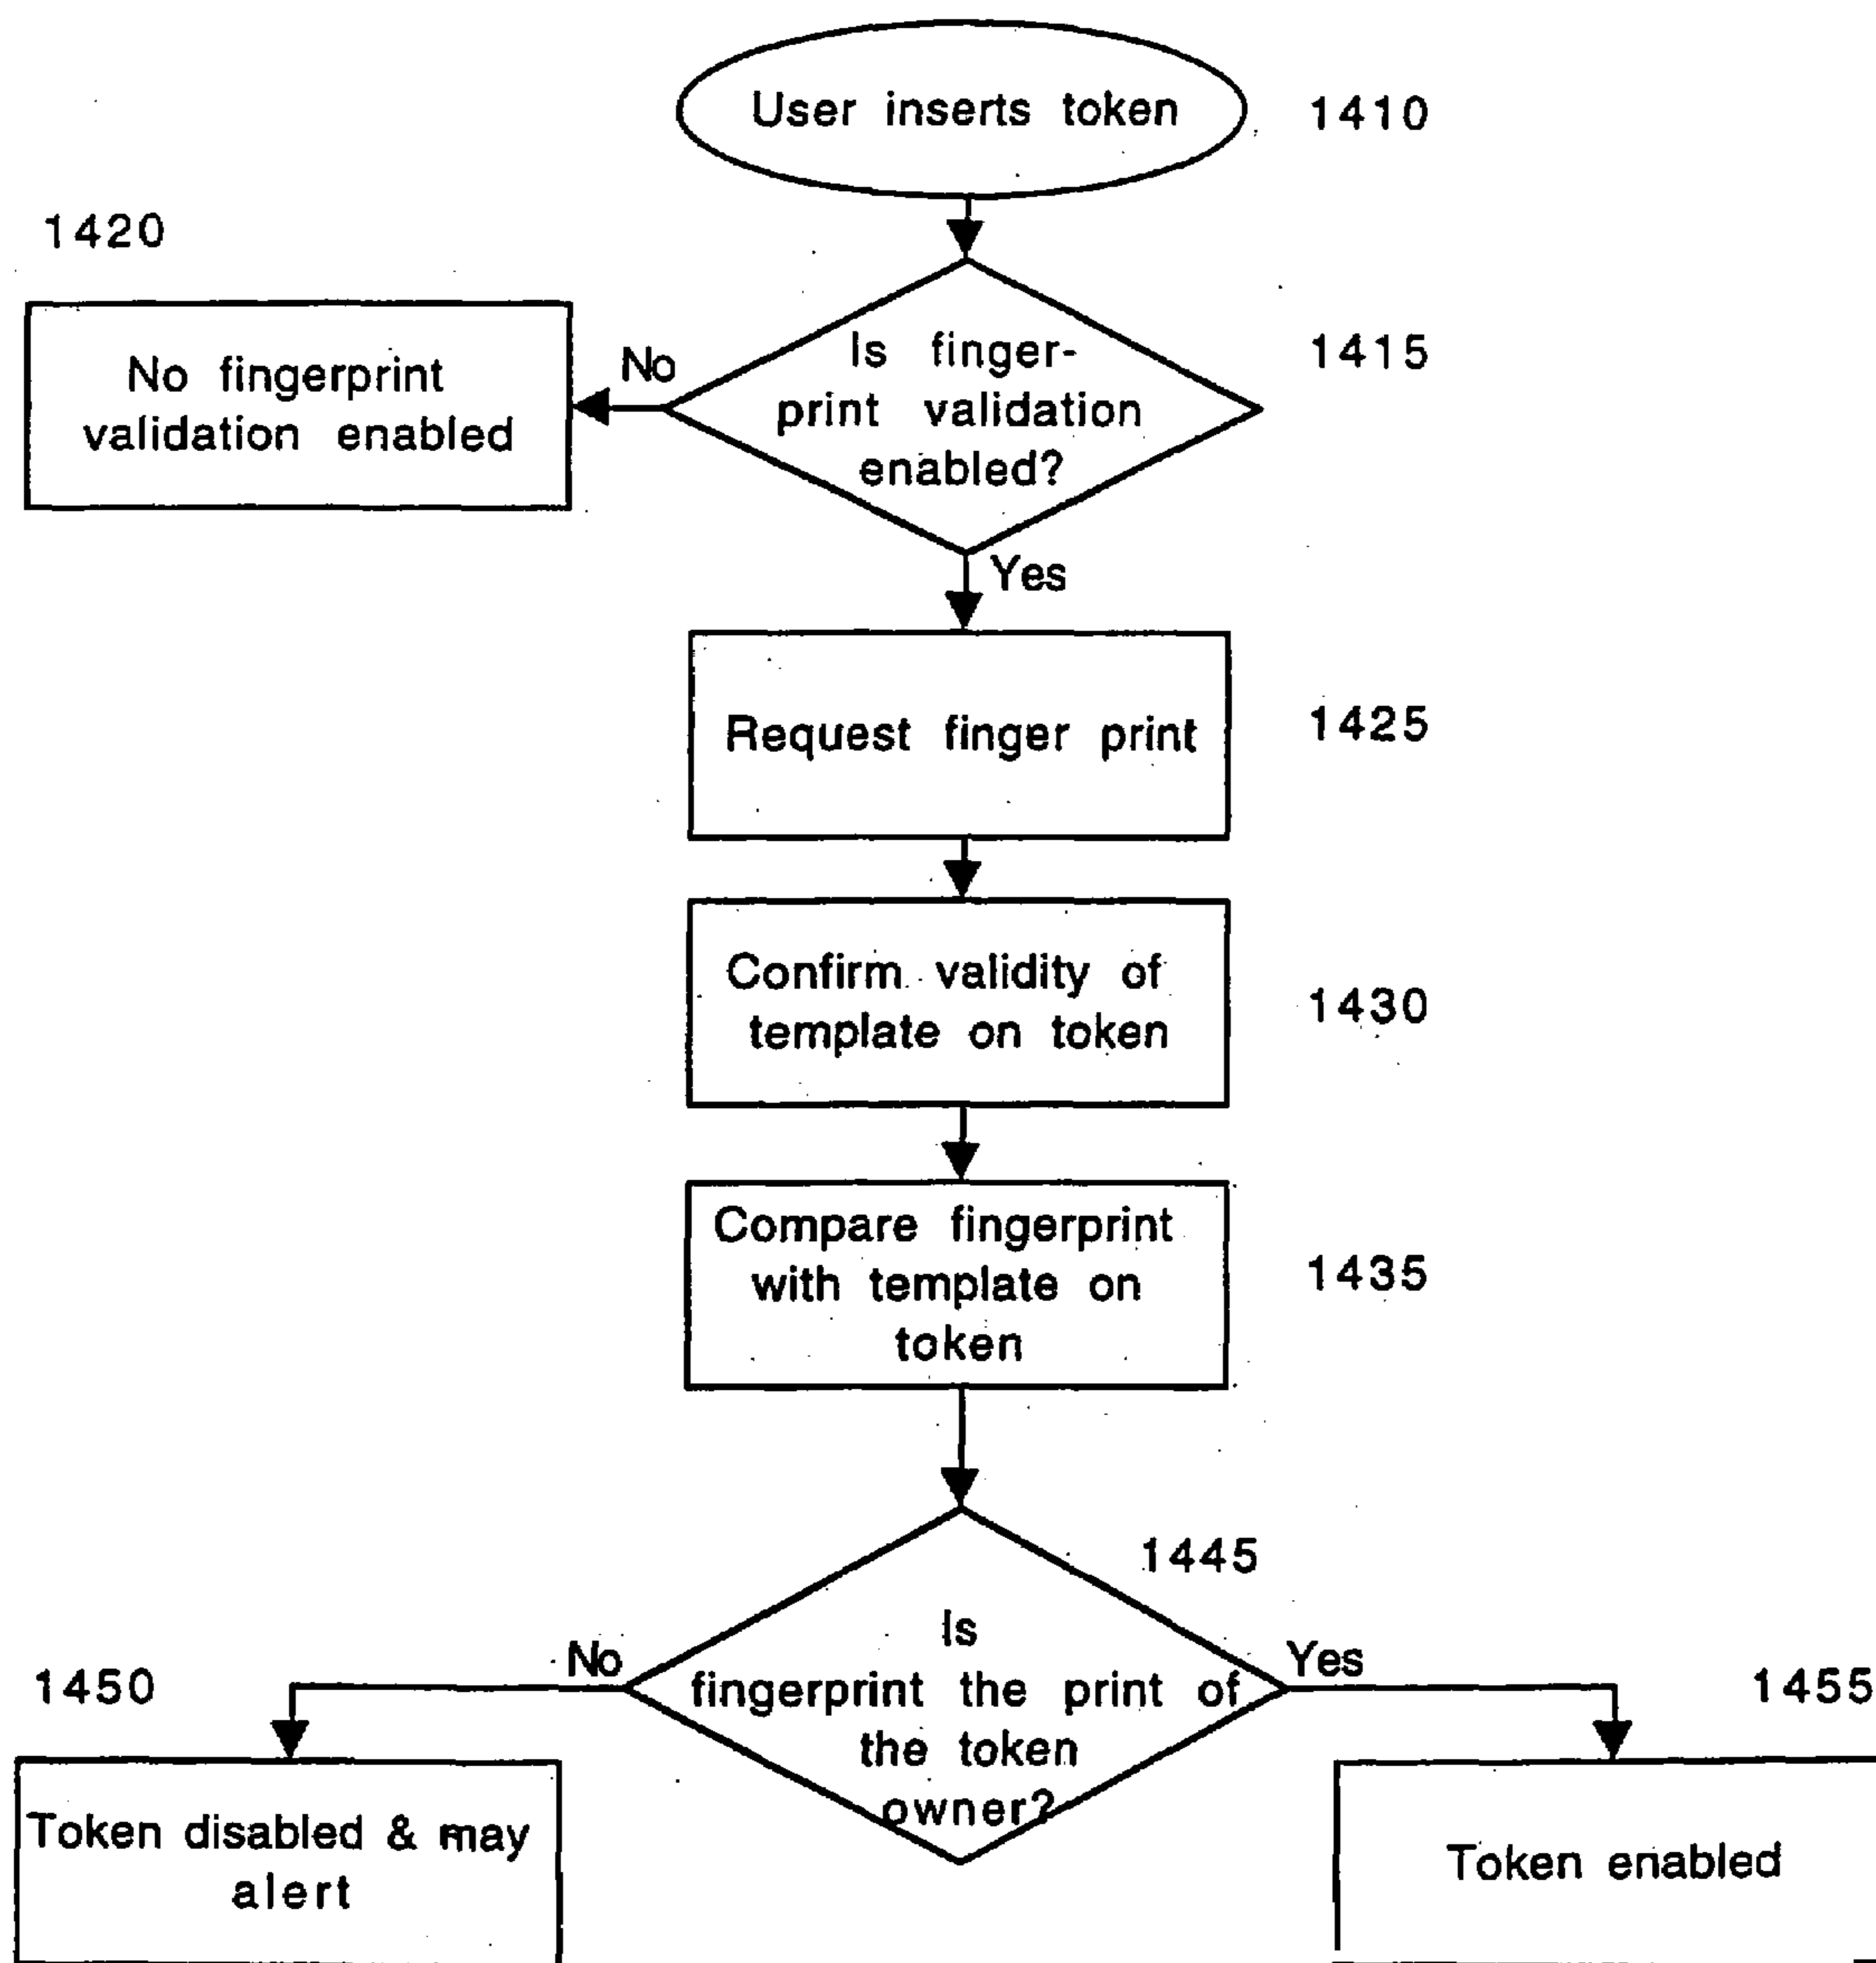 User inserts token
1410
1420
Is finger-
print validation
enabled?
1415
No
No fingerprint
validation enabled
Yes
Request finger print
1425
Confirm validity of
template on token
1430
Compare fingerprint
with template on
token
1435
1445
Is
fingerprint the print of
the token
owner?
No
Yes
1450
1455
Token disabled & may
alert
Token enabled